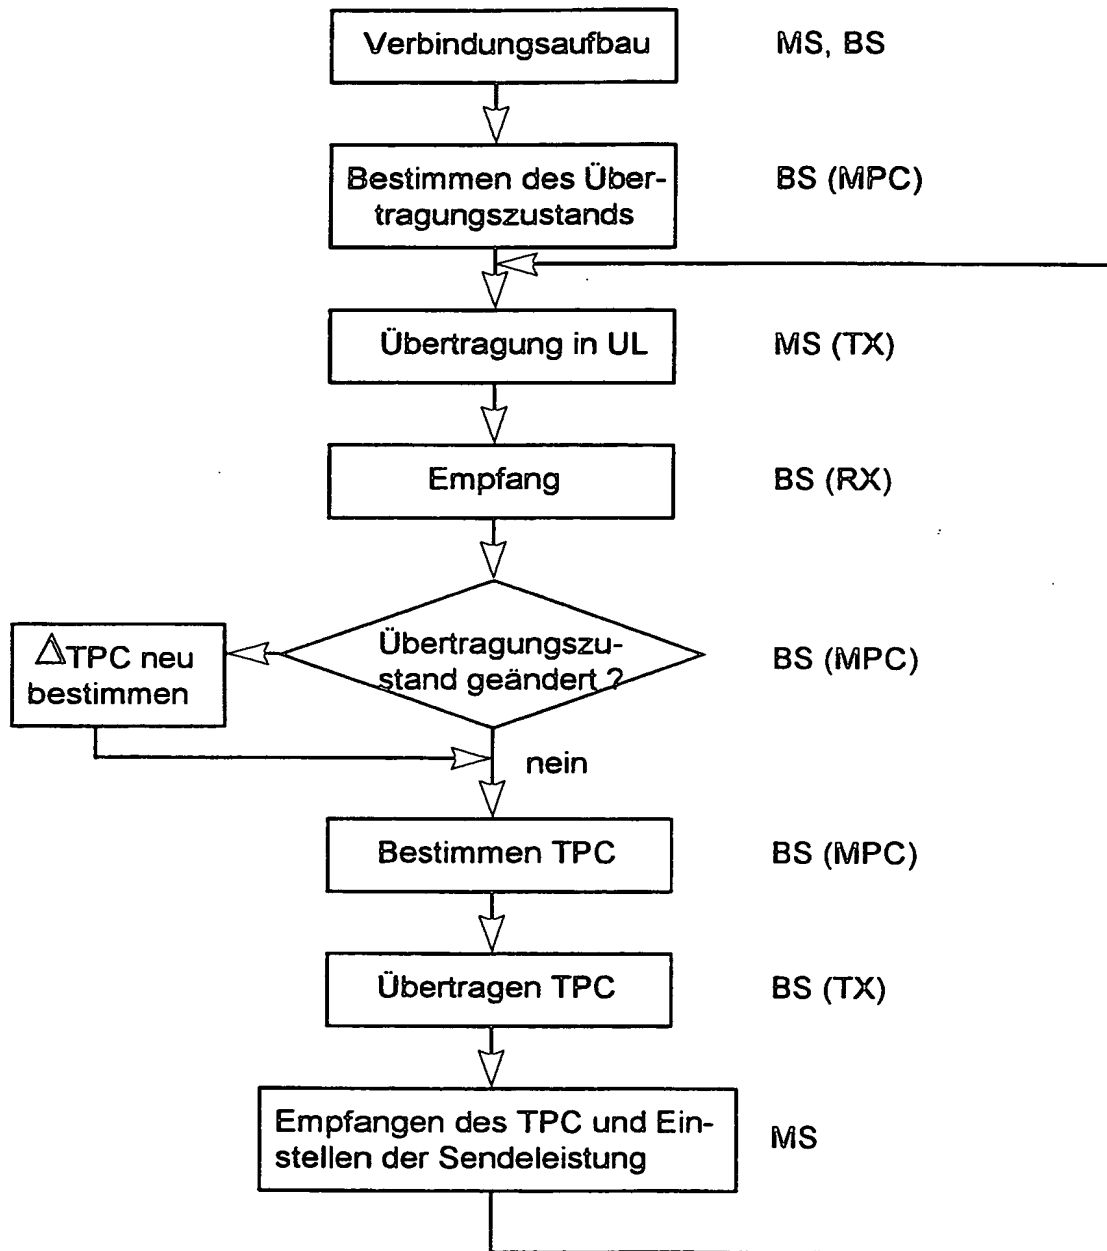 Verbindungsaufbau
MS, BS
Bestimmen des Über-
tragungszustands
BS (MPC)
Übertragung in UL
MS (TX)
Empfang
BS (RX)
Übertragungszu-
stand geändert ?
BS (MPC)
△TPC neu
bestimmen
nein
Bestimmen TPC
BS (MPC)
Übertragen TPC
BS (TX)
Empfangen des TPC und Ein-
stellen der Sendeleistung
MS